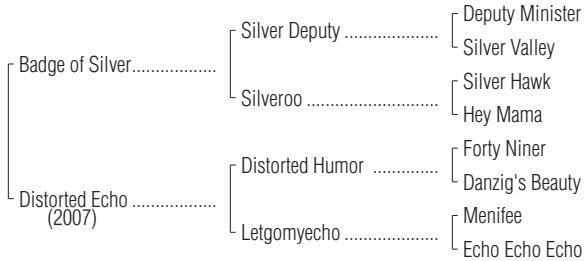 Deputy Minister
Silver Deputy ....................
Silver Valley
Badge of Silver..................
Silver Hawk
Silveroo ............................
Hey Mama
Forty Niner
Distorted Humor ..............
Danzig's Beauty
Distorted Echo ..................
(2007)
Menifee
Letgomyecho ....................
Echo Echo Echo